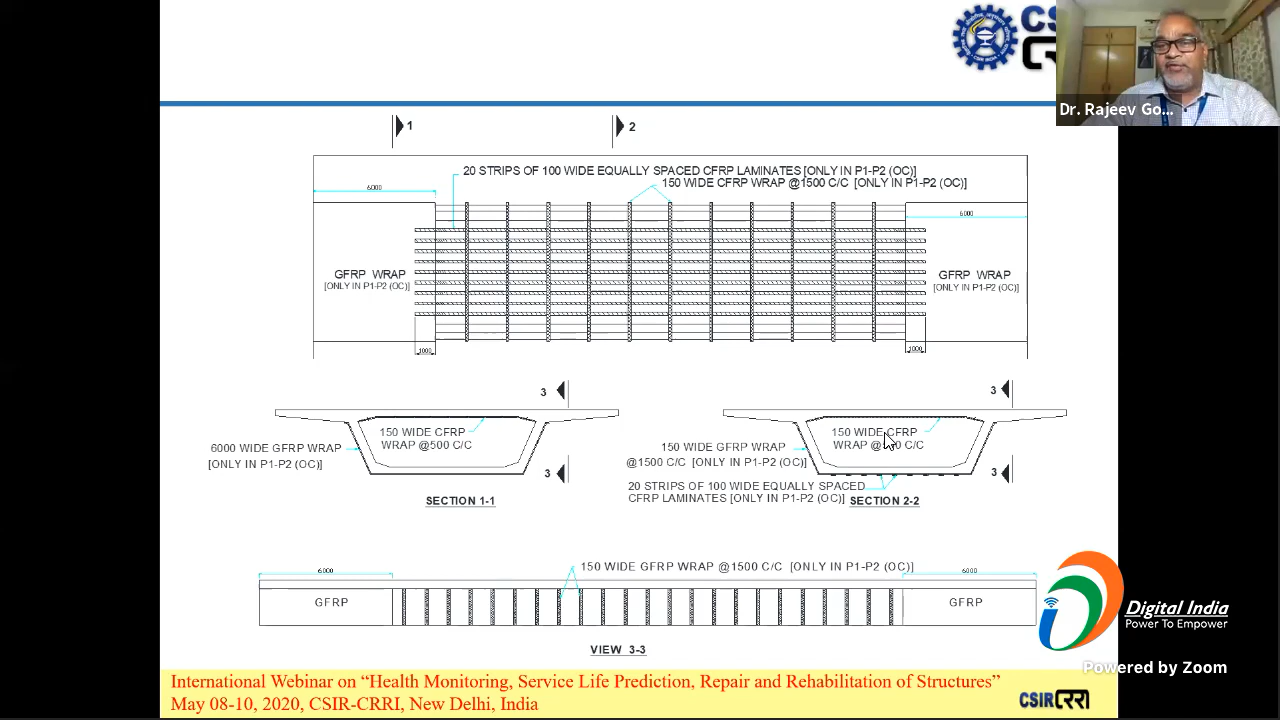 CS
Dr. Rajeev Go...
1
2
20 STRIPS OF 100 WIDE EQUALLY SPACED CFRP LAMINATES [ONLY IN P1-P2 (OC)]
150 WIDE CFRP WRAP @1500 C/C [ONLY IN P1-P2 (OC)]
6000
6000
GFRP WRAP
[ONLY IN P1-P2 (OC)]
GFRP WRAP
[ONLY IN P1-P2 (OC)]
1000
1000
3
3
150 WIDE CFRP
WRAP @500 C/C
6000 WIDE GFRP WRAP
[ONLY IN P1-P2 (OC)]
3
SECTION 1-1
150 WIDE CFRP
WRAP @ 00 C/C
150 WIDE GFRP WRAP
@1500 C/C [ONLY IN P1-P2 (OC)]
3
20 STRIPS OF 100 WIDE EQUALLY SPACED
CFRP LAMINATES [ONLY IN P1-P2 (OC)]
SECTION 2-2
150 WIDE GFRP WRAP @1500 C/C [ONLY IN P1-P2 (OC)]
6000
6000
GFRP
GFRP
VIEW 3-3
Digital India
Power To Empower
Powered by Zoom
International Webinar on “Health Monitoring, Service Life Prediction, Repair and Rehabilitation of Structures”
May 08-10, 2020, CSIR-CRRI, New Delhi, India
CSIR CRRI